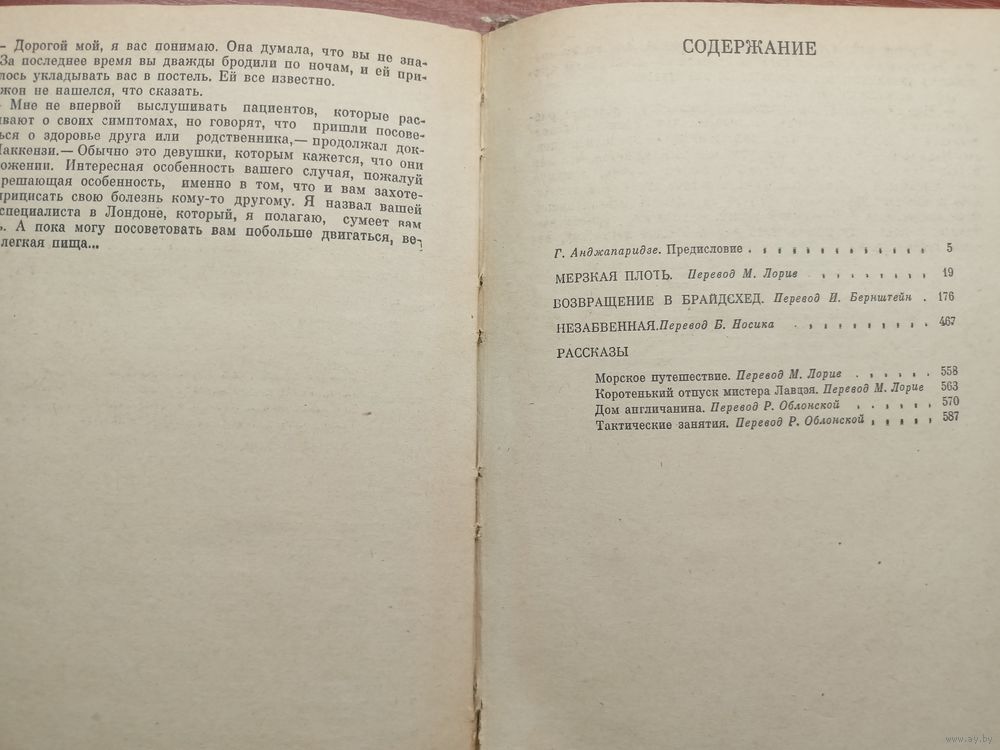 — Дорогой мой, я вас понимаю. Она думала, что вы не зна-
За последнее время вы дважды бродили по ночам, и ей при-
лось укладывать вас в постель. Ей все известно.
жон не нашелся, что сказать.
— Мне не впервой выслушивать пациентов, которые рас-
ывают о своих симптомах, но говорят, что пришли посове-
ься о здоровье друга или родственника,— продолжал док-
Маккензи.— Обычно это девушки, которым кажется, что они
ожении. Интересная особенность вашего случая, пожалуй
решающая особенность, именно в том, что и вам захоте-
приписать свою болезнь кому-то другому. Я назвал вашей
специалиста в Лондоне, который, я полагаю, сумеет вам
ь. А пока могу посоветовать вам побольше двигаться, ве-
легкая пища...
СОДЕРЖАНИЕ
Г. Анджапаридзе. Предисловие . . . . . . . . . . . . . 5
МЕРЗКАЯ ПЛОТЬ. Перевод М. Лорие . . . . . . . . 19
ВОЗВРАЩЕНИЕ В БРАЙДСХЕД. Перевод И. Бернштейн . 176
НЕЗАБВЕННАЯ.Перевод Б. Носика . . . . . . . . . . 467
РАССКАЗЫ
Морское путешествие. Перевод М. Лорие . . . . . . 558
Коротенький отпуск мистера Лавдэя. Перевод М. Лорие 563
Дом англичанина. Перевод Р. Облонской . . . . . . 570
Тактические занятия. Перевод Р. Облонской . . . . . 587
www.ay.by